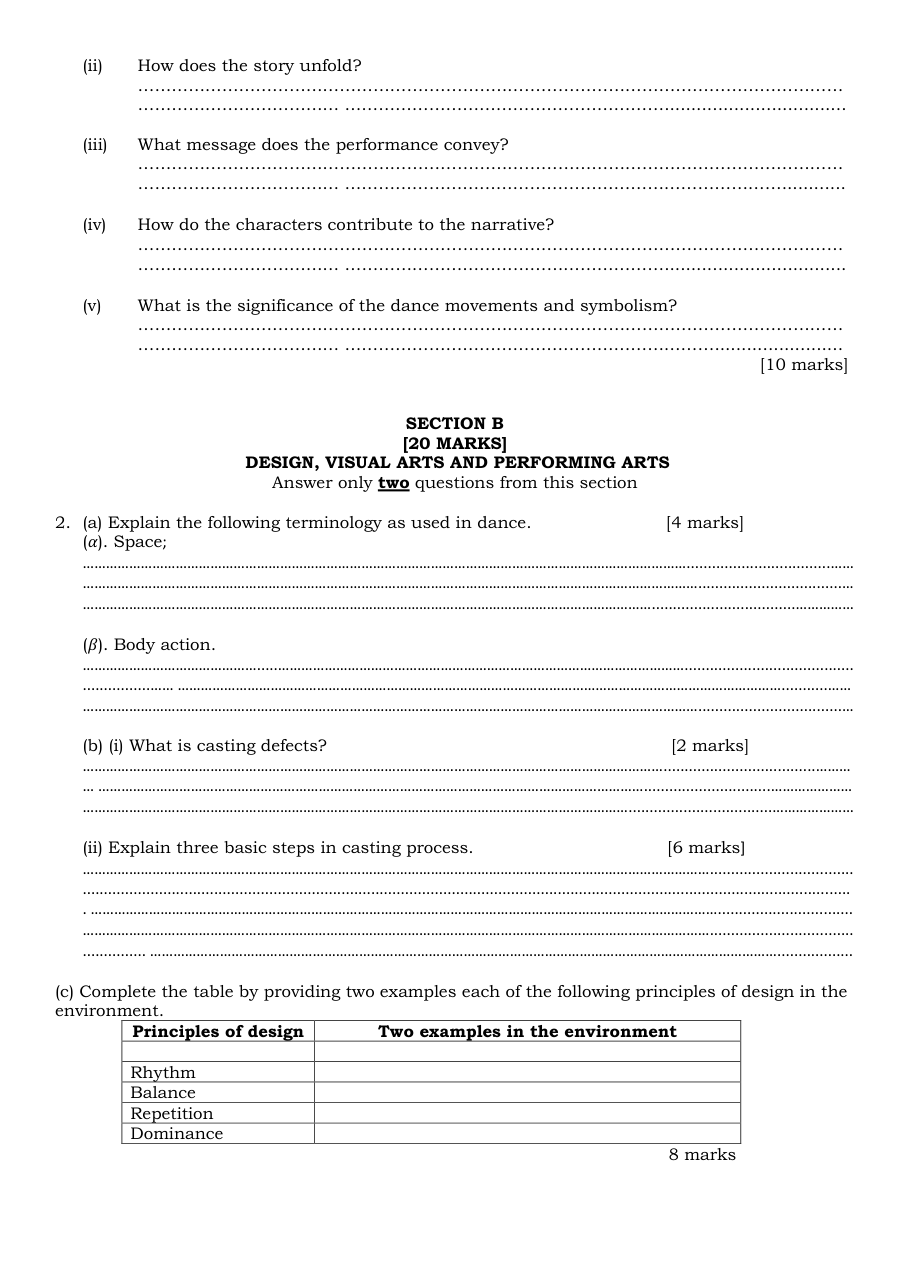 (ii) How does the story unfold?
……………………………………………………………………………………………………………
……………………………… ……………………………………………………………………………
(iii) What message does the performance convey?
……………………………………………………………………………………………………………
……………………………… ……………………………………………………………………………
(iv) How do the characters contribute to the narrative?
……………………………………………………………………………………………………………
……………………………… ……………………………………………………………………………
(v) What is the significance of the dance movements and symbolism?
……………………………………………………………………………………………………………
……………………………… ……………………………………………………………………………
[10 marks]
SECTION B
[20 MARKS]
DESIGN, VISUAL ARTS AND PERFORMING ARTS
Answer only two questions from this section
2. (a) Explain the following terminology as used in dance. [4 marks]
(α). Space;
……………………………………………………………………………………………………………
……………………………………………………………………………………………………………
……………………………………………………………………………………………………………
(β). Body action.
……………………………………………………………………………………………………………
………………… ………………………………………………………………………………………
……………………………………………………………………………………………………………
(b) (i) What is casting defects? [2 marks]
……………………………………………………………………………………………………………
… …………………………………………………………………………………………………………
……………………………………………………………………………………………………………
(ii) Explain three basic steps in casting process. [6 marks]
……………………………………………………………………………………………………………
……………………………………………………………………………………………………………
. ……………………………………………………………………………………………………………
……………………………………………………………………………………………………………
…………… ……………………………………………………………………………………………
(c) Complete the table by providing two examples each of the following principles of design in the
environment.
Principles of design Two examples in the environment
Rhythm
Balance
Repetition
Dominance
8 marks